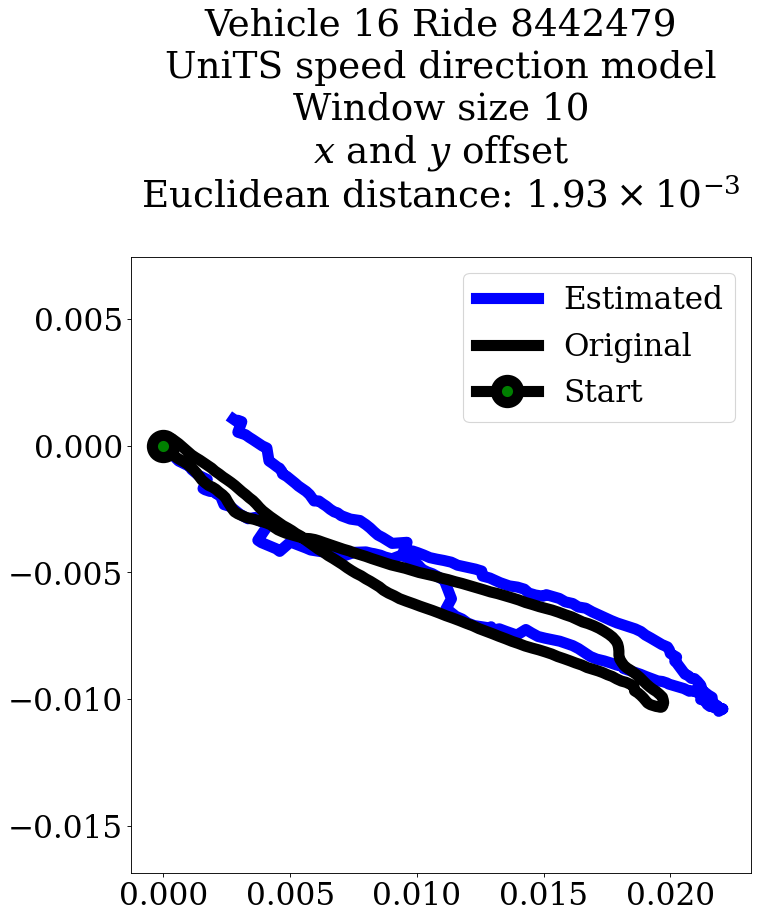 Vehicle 16 Ride 8442479
UniTS speed direction model
Window size 10
x and y offset
Euclidean distance: 1.93 × 10⁻³
Estimated
Original
Start
0.005
0.000
−0.005
−0.010
−0.015
0.000 0.005 0.010 0.015 0.020